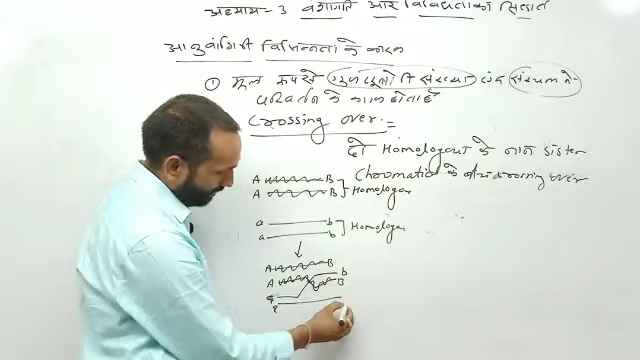 अध्याय - 3 वंशागति और विविधता का सिद्धांत
आनुवांशिकी विभिन्नता के कारण
① मूल रूप से गुणसूत्रों की संख्या एवं संरचना में
परिवर्तन के कारण होता है
Crossing over :-
दो Homologous के नान sister
Chromatid के बीच crossing over
A B
A B
Homologous
a b
a b
Homologous
A B
A b
a B
a